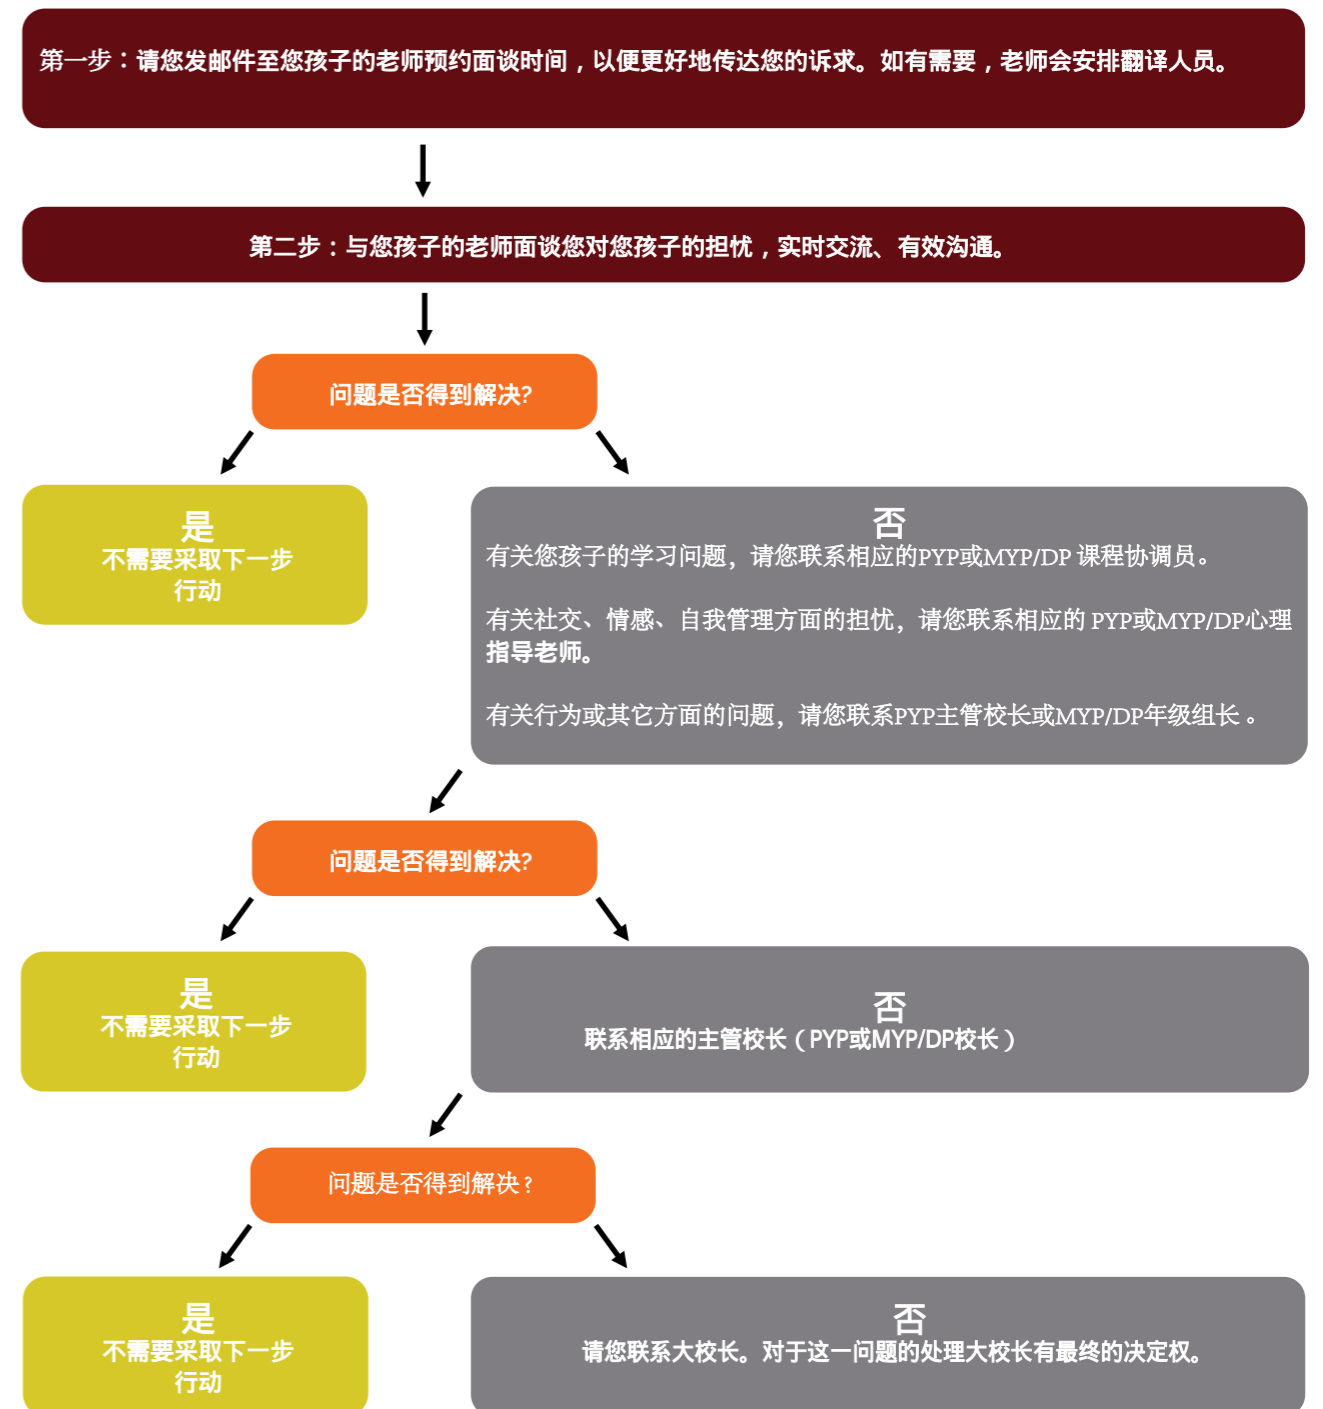 第一步：请您发邮件至您孩子的老师预约面谈时间，以便更好地传达您的诉求。如有需要，老师会安排翻译人员。
第二步：与您孩子的老师面谈您对您孩子的担忧，实时交流、有效沟通。
问题是否得到解决?
是
不需要采取下一步
行动
否
有关您孩子的学习问题，请您联系相应的PYP或MYP/DP 课程协调员。
有关社交、情感、自我管理方面的担忧，请您联系相应的 PYP或MYP/DP心理
指导老师。
有关行为或其它方面的问题，请您联系PYP主管校长或MYP/DP年级组长 。
问题是否得到解决?
是
不需要采取下一步
行动
否
联系相应的主管校长（PYP或MYP/DP校长）
问题是否得到解决？
是
不需要采取下一步
行动
否
请您联系大校长。对于这一问题的处理大校长有最终的决定权。